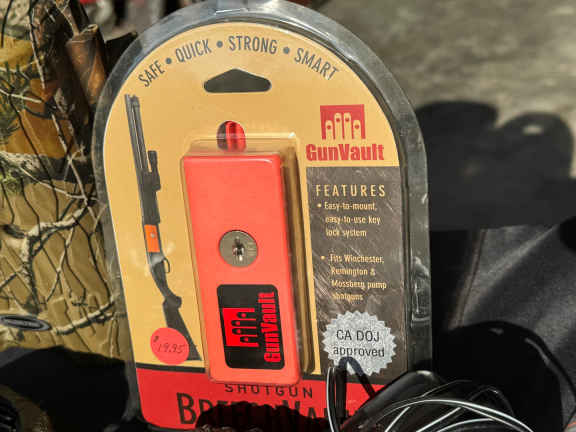 SAFE • QUICK • STRONG • SMART
GunVault
FEATURES
• Easy-to-mount,
easy-to-use key
lock system
• Fits Winchester,
Remington &
Mossberg pump
shotguns
GunVault
$19.95
CA DOJ
approved
SHOTGUN